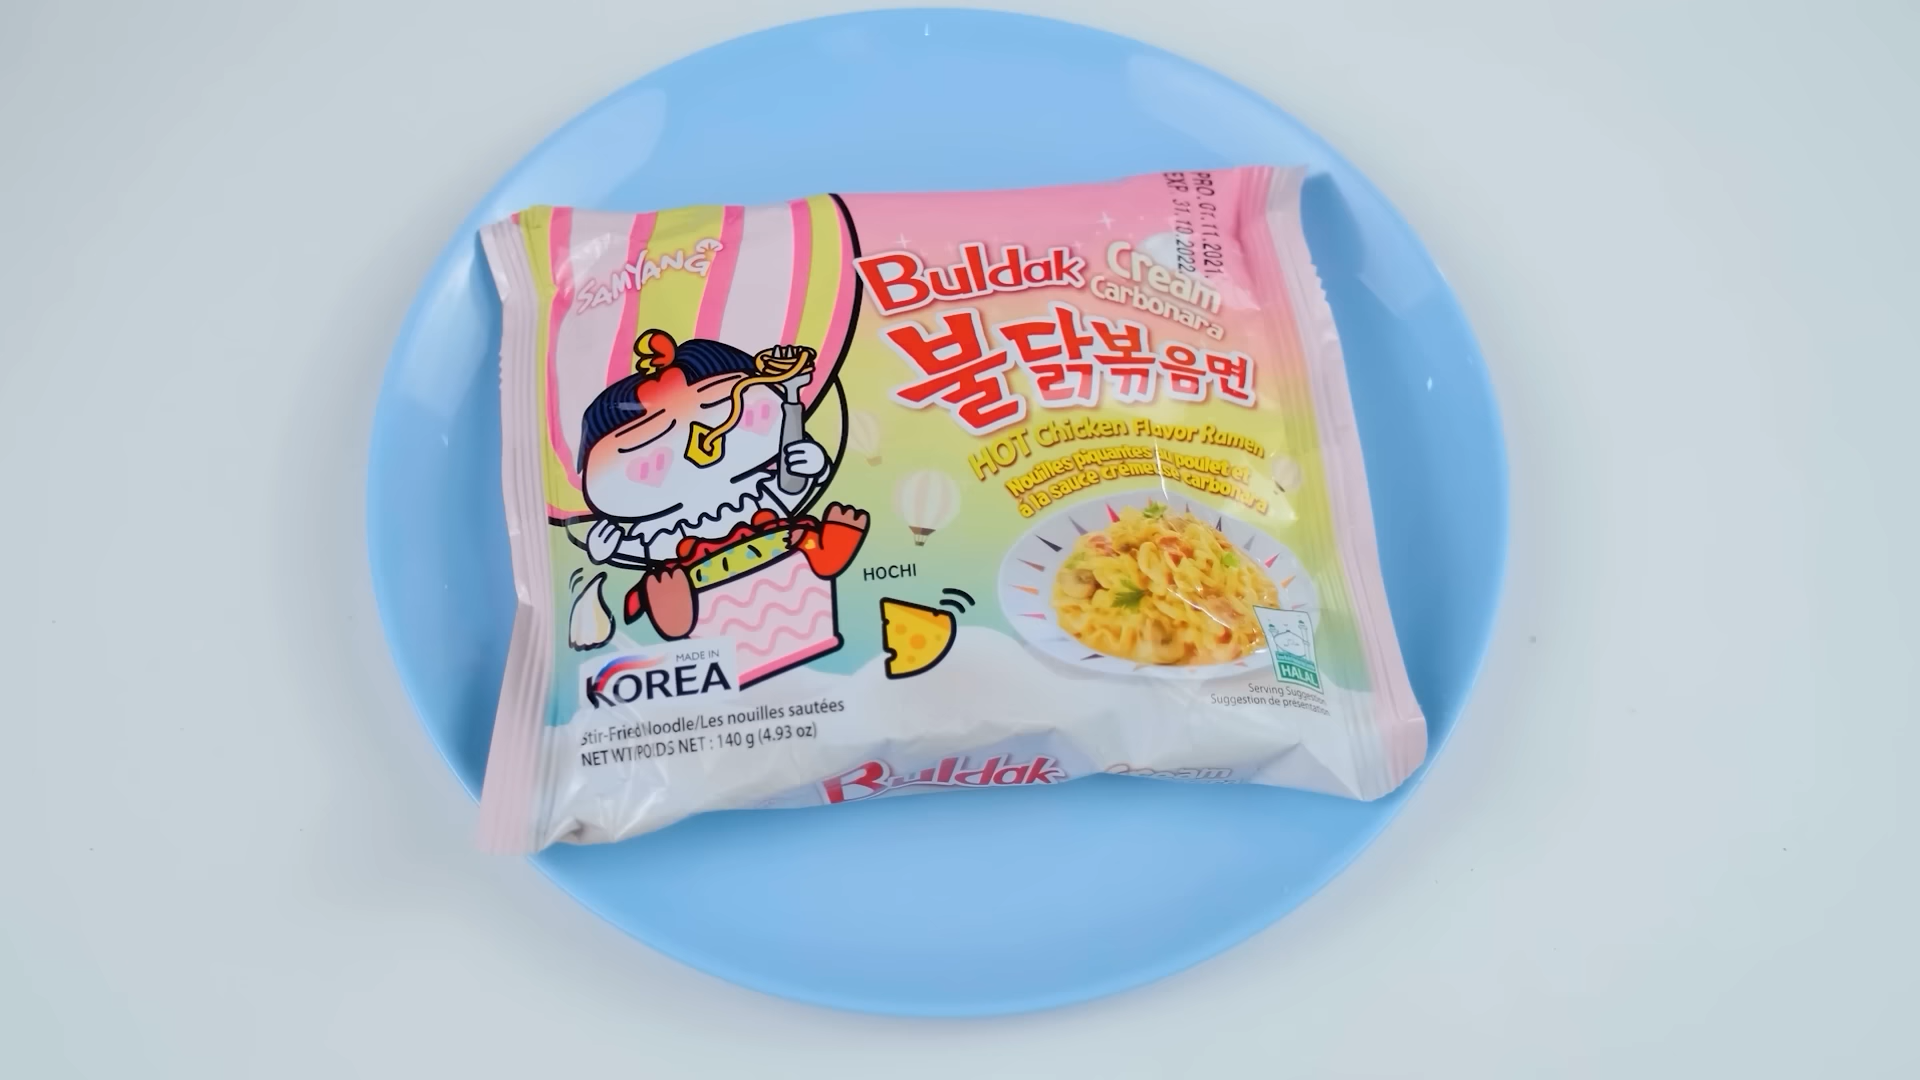 SAMYANG
PRO. 01.11.2021.
EXP. 31.10.2022.
Buldak Cream
Carbonara
불닭볶음면
HOT Chicken Flavor Ramen
Nouilles piquantes au poulet et
à la sauce crémeuse carbonara
HOCHI
MADE IN
KOREA
HALAL
Serving Suggestion
Suggestion de présentation
Stir-Fried Noodle/Les nouilles sautées
NET WT/POIDS NET : 140 g (4.93 oz)
Buldak Cream